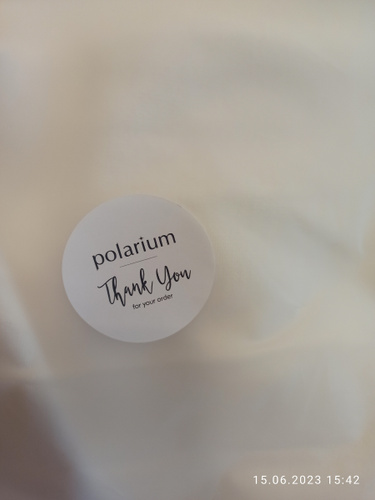 polarium
Thank You
for your order
15.06.2023 15:42